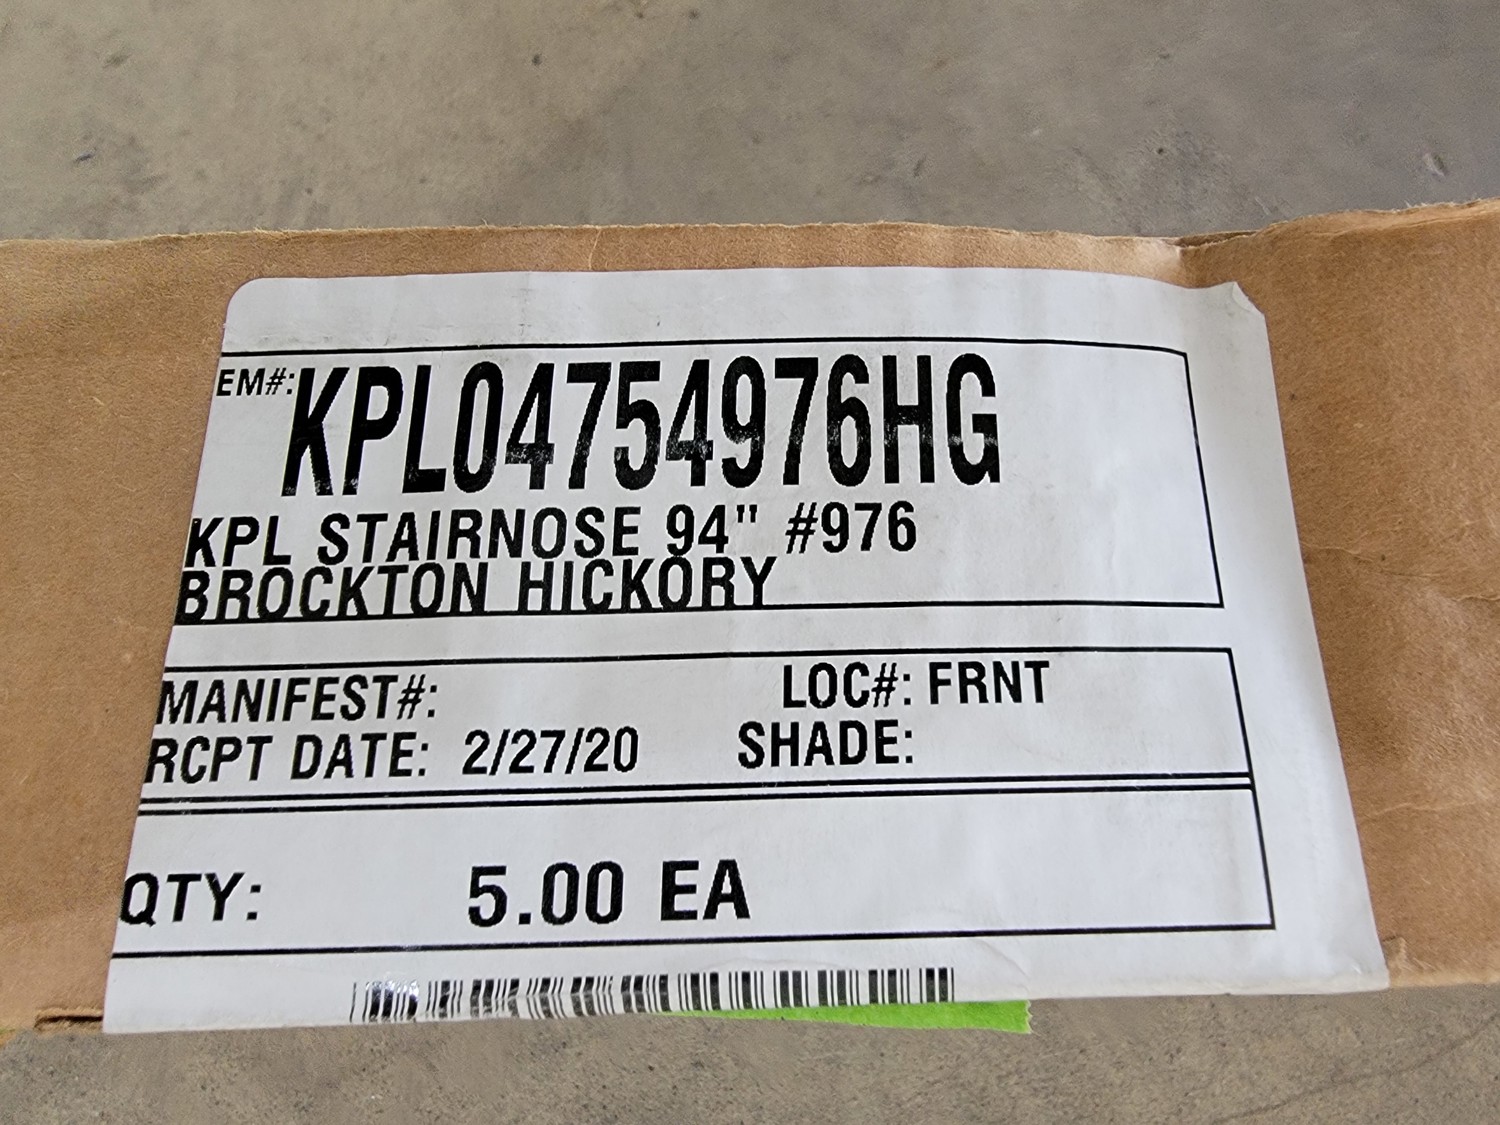 EM#: KPL04754976HG
KPL STAIRNOSE 94" #976
BROCKTON HICKORY
MANIFEST#: LOC#: FRNT
RCPT DATE: 2/27/20 SHADE:
QTY: 5.00 EA